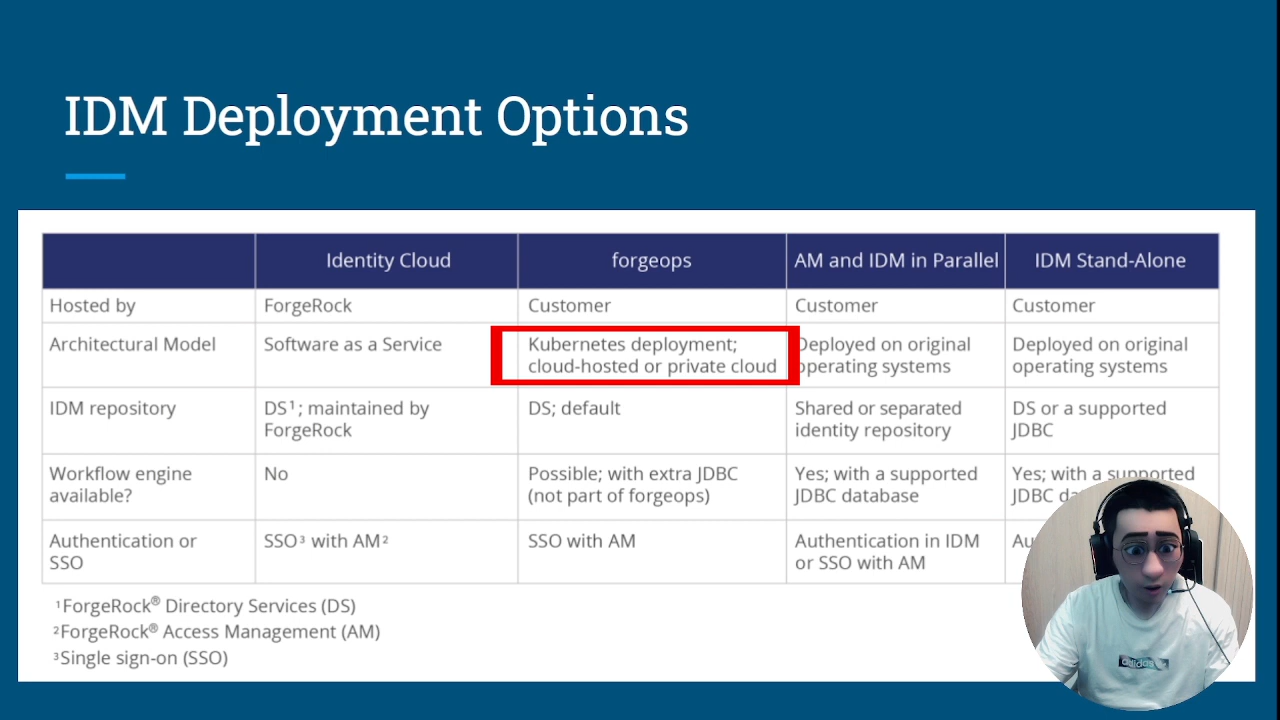 IDM Deployment Options
Identity Cloud forgeops AM and IDM in Parallel IDM Stand-Alone
Hosted by ForgeRock Customer Customer Customer
Architectural Model Software as a Service Kubernetes deployment; Deployed on original Deployed on original
cloud-hosted or private cloud operating systems operating systems
IDM repository DS¹; maintained by DS; default Shared or separated DS or a supported
ForgeRock identity repository JDBC
Workflow engine No Possible; with extra JDBC Yes; with a supported Yes; with a supported
available? (not part of forgeops) JDBC database JDBC
Authentication or SSO³ with AM² SSO with AM Authentication in IDM
SSO or SSO with AM
¹ForgeRock® Directory Services (DS)
²ForgeRock® Access Management (AM)
³Single sign-on (SSO)
adidas